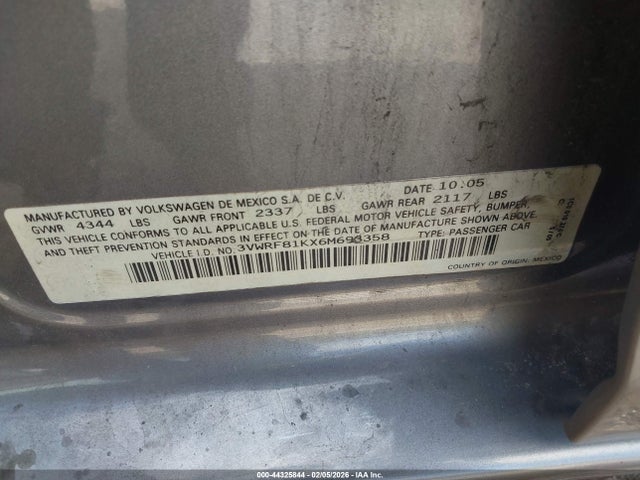 MANUFACTURED BY VOLKSWAGEN DE MEXICO S.A. DE C.V. DATE: 10.05
GVWR 4344 LBS GAWR FRONT 2337 LBS GAWR REAR 2117 LBS
THIS VEHICLE CONFORMS TO ALL APPLICABLE U.S. FEDERAL MOTOR VEHICLE SAFETY, BUMPER,
AND THEFT PREVENTION STANDARDS IN EFFECT ON THE DATE OF MANUFACTURE SHOWN ABOVE.
VEHICLE I.D. NO.: 3VWRF81KX6M693358 TYPE: PASSENGER CAR
COUNTRY OF ORIGIN: MEXICO
000-44325844 - 02/05/2026 - IAAI Inc.